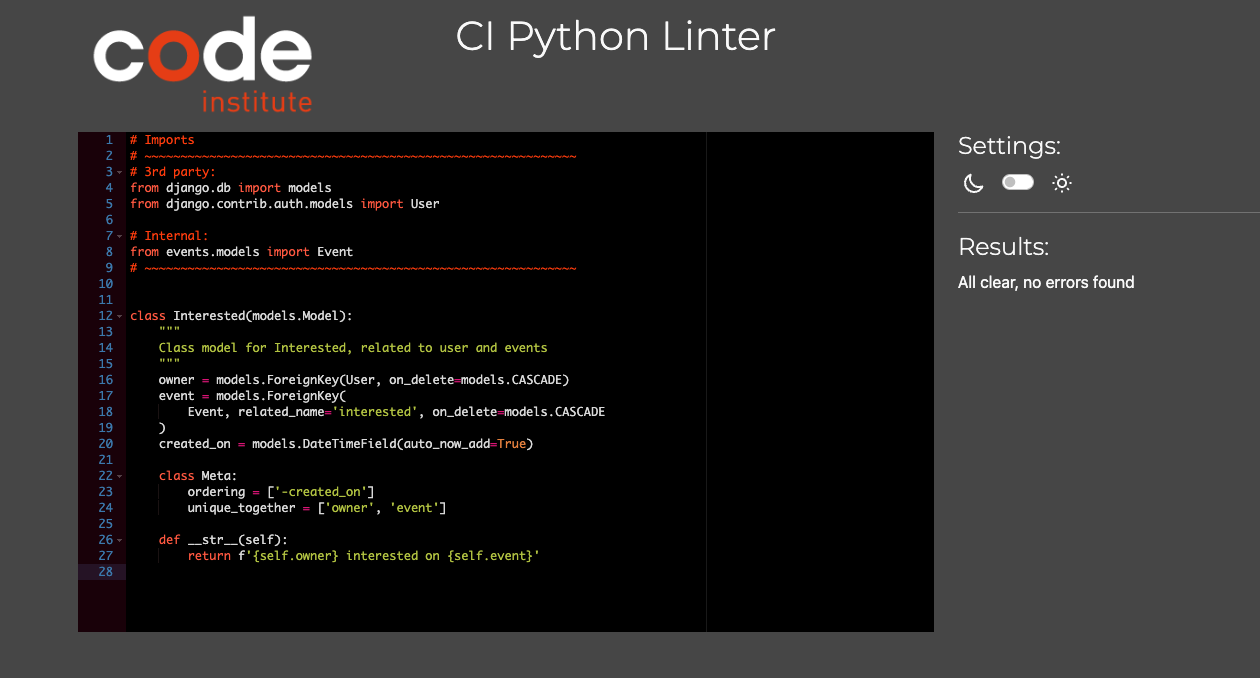 code
institute
CI Python Linter
1 # Imports
2 # ~~~~~~~~~~~~~~~~~~~~~~~~~~~~~~~~~~~~~~~~~~~~~~~~~~~~~~~~~~~~
3 # 3rd party:
4 from django.db import models
5 from django.contrib.auth.models import User
6
7 # Internal:
8 from events.models import Event
9 # ~~~~~~~~~~~~~~~~~~~~~~~~~~~~~~~~~~~~~~~~~~~~~~~~~~~~~~~~~~~~
10
11
12 class Interested(models.Model):
13     """
14     Class model for Interested, related to user and events
15     """
16     owner = models.ForeignKey(User, on_delete=models.CASCADE)
17     event = models.ForeignKey(
18         Event, related_name='interested', on_delete=models.CASCADE
19     )
20     created_on = models.DateTimeField(auto_now_add=True)
21
22     class Meta:
23         ordering = ['-created_on']
24         unique_together = ['owner', 'event']
25
26     def __str__(self):
27         return f'{self.owner} interested on {self.event}'
28
Settings:
Results:
All clear, no errors found